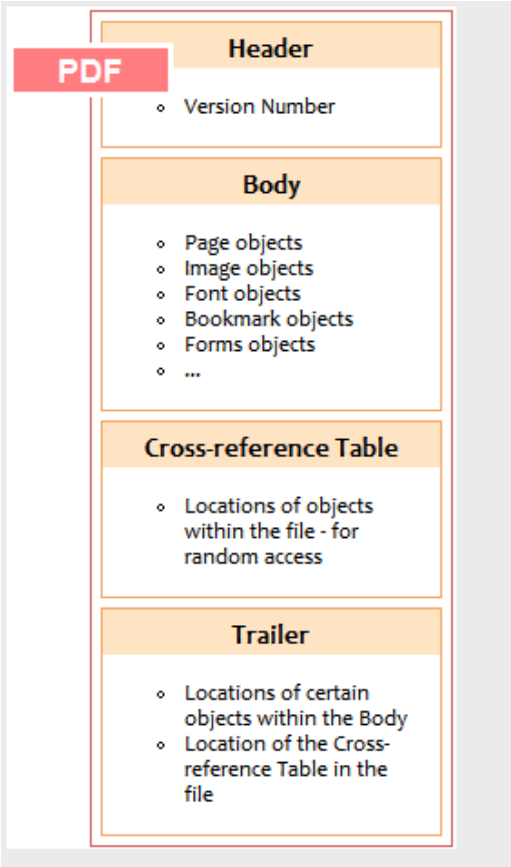 PDF
Header
Version Number
Body
Page objects
Image objects
Font objects
Bookmark objects
Forms objects
...
Cross-reference Table
Locations of objects
within the file - for
random access
Trailer
Locations of certain
objects within the Body
Location of the Cross-
reference Table in the
file